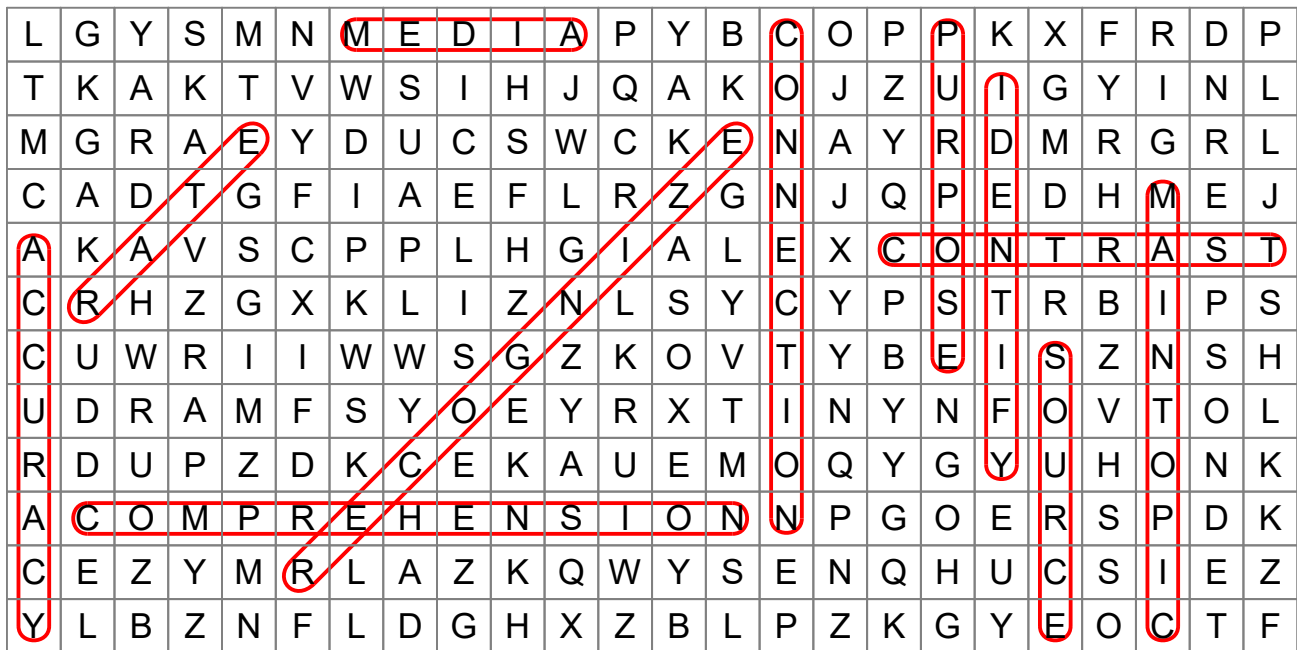 L G Y S M N M E D I A P Y B C O P P K X F R D P
T K A K T V W S I H J Q A K O J Z U I G Y I N L
M G R A E Y D U C S W C K E N A Y R D M R G R L
C A D T G F I A E F L R Z G N J Q P E D H M E J
A K A V S C P P L H G I A L E X C O N T R A S T
C R H Z G X K L I Z N L S Y C Y P S T R B I P S
C U W R I I W W S G Z K O V T Y B E I S Z N S H
U D R A M F S Y O E Y R X T I N Y N F O V T O L
R D U P Z D K C E K A U E M O Q Y G Y U H O N K
A C O M P R E H E N S I O N N P G O E R S P D K
C E Z Y M R L A Z K Q W Y S E N Q H U C S I E Z
Y L B Z N F L D G H X Z B L P Z K G Y E O C T F